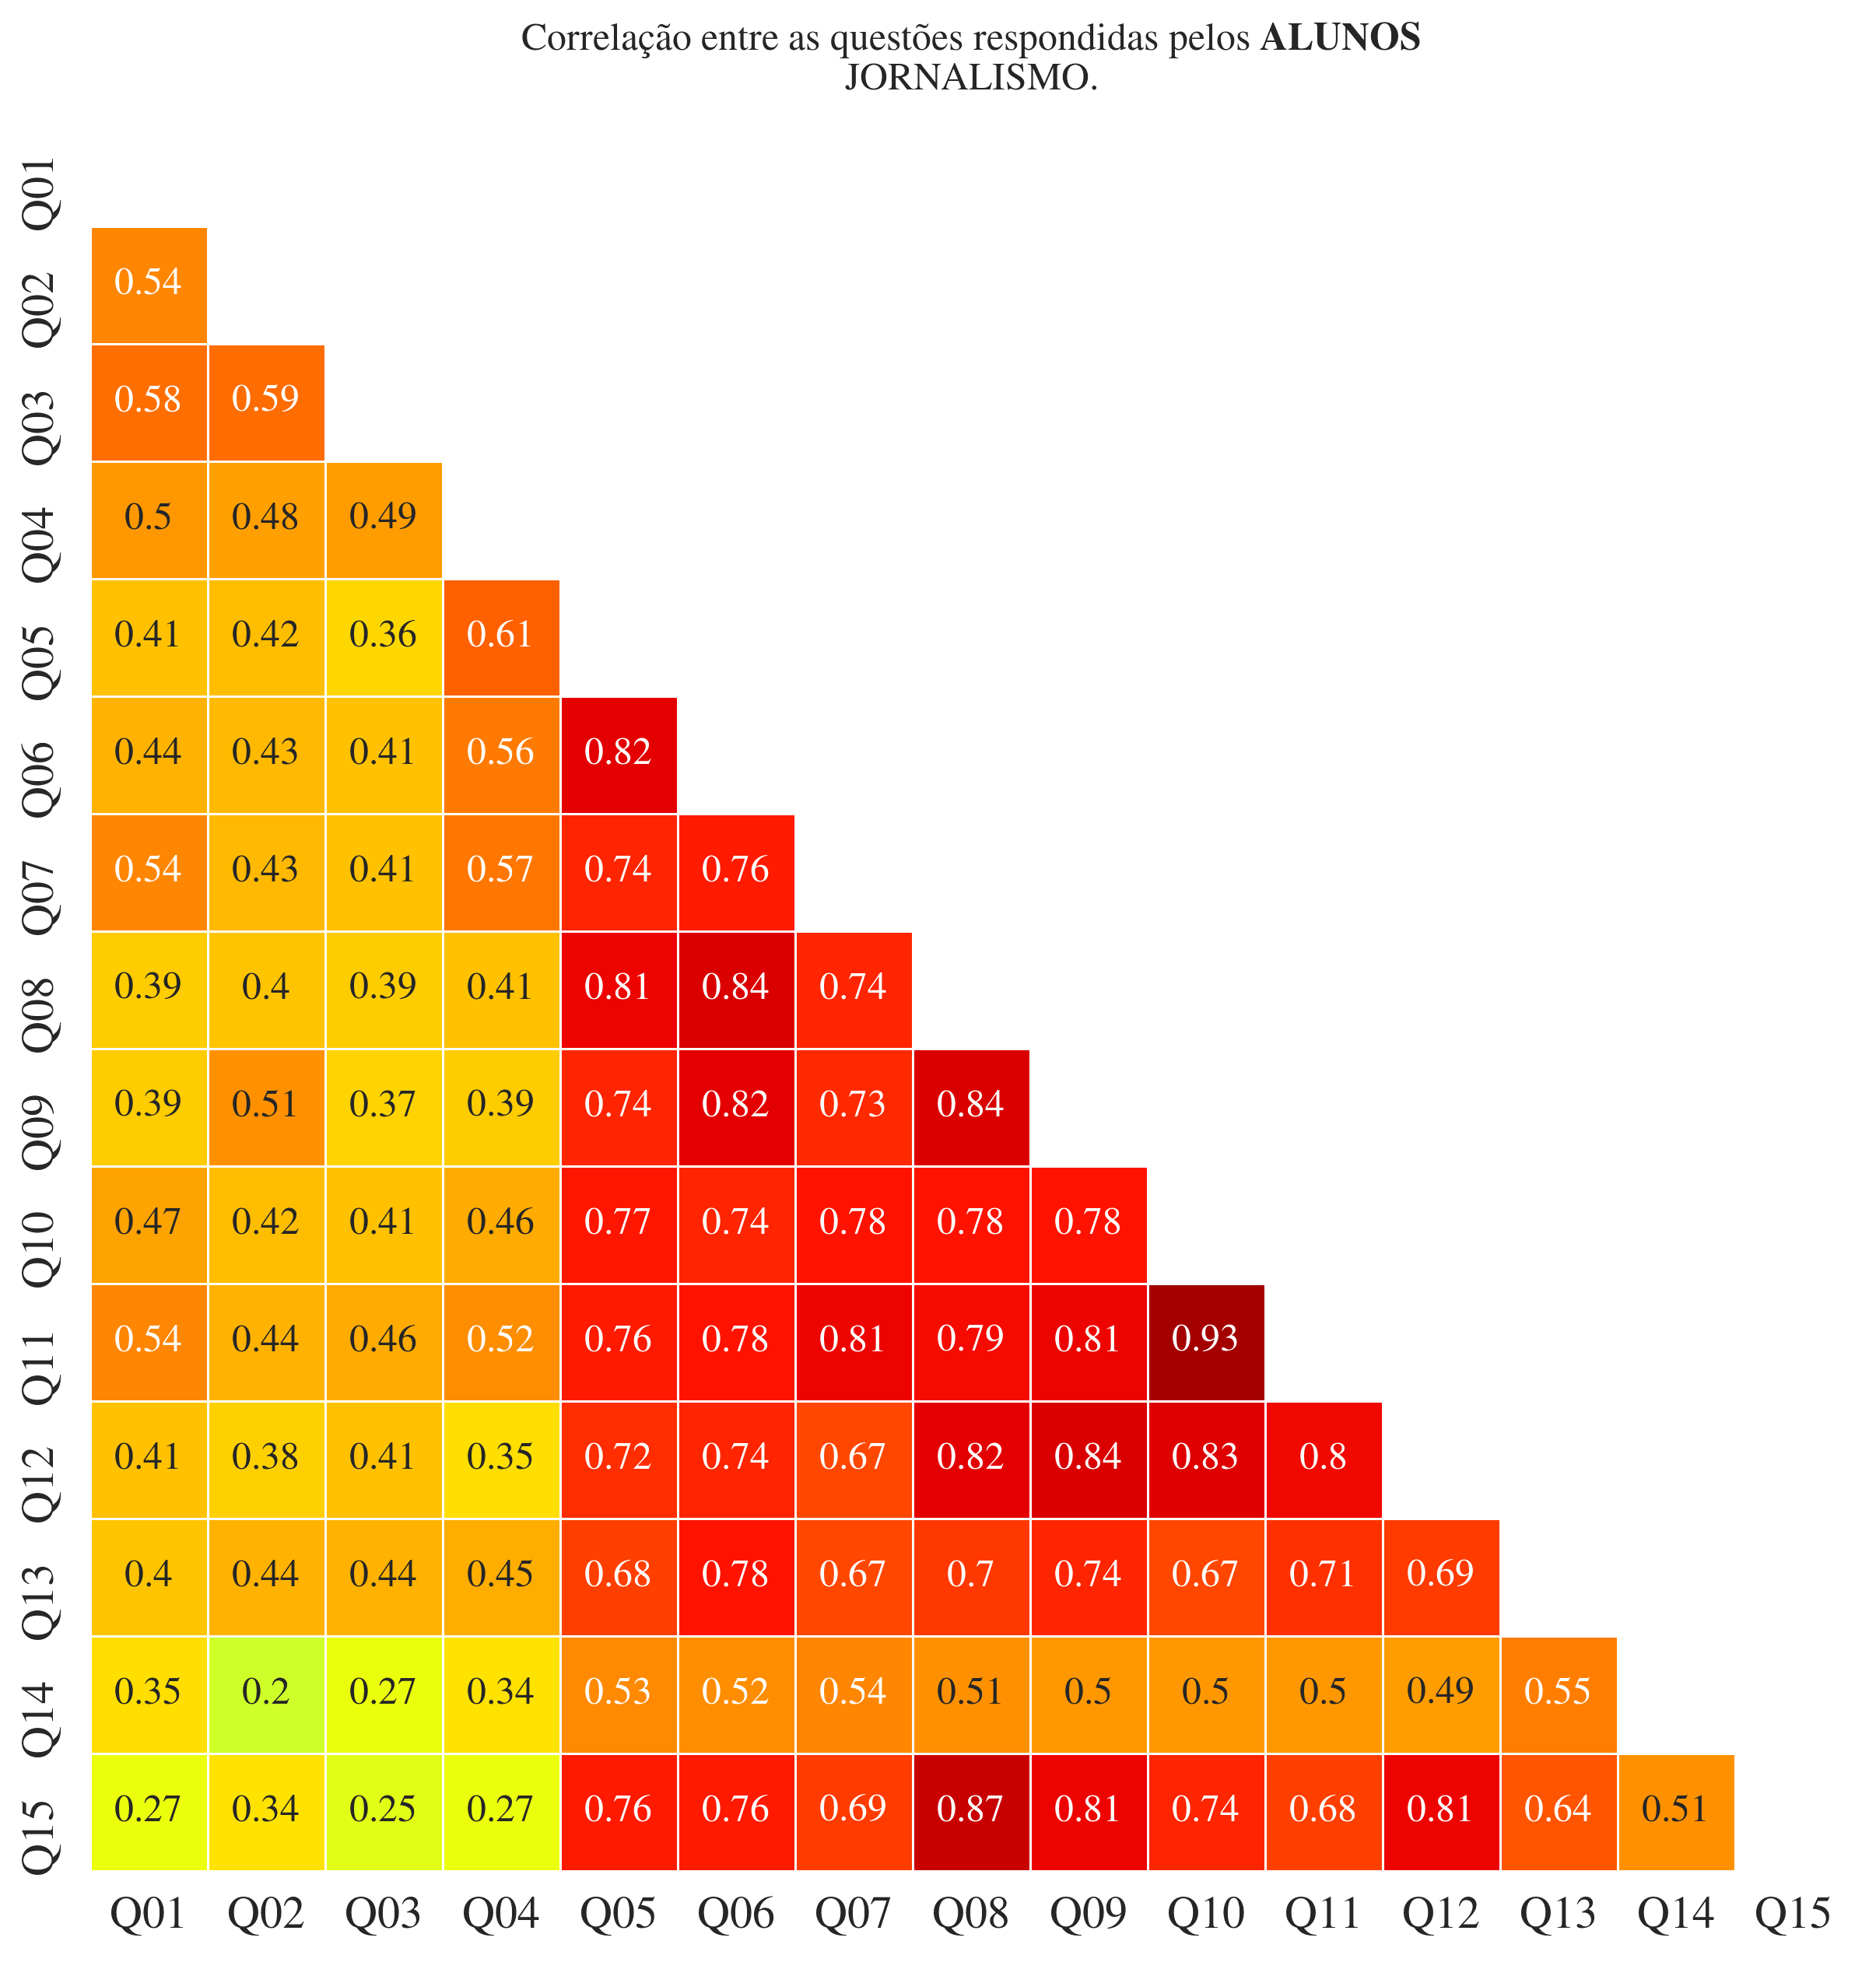 Correlação entre as questões respondidas pelos ALUNOS
JORNALISMO.
Q01
Q02 0.54
Q03 0.58 0.59
Q04 0.5 0.48 0.49
Q05 0.41 0.42 0.36 0.61
Q06 0.44 0.43 0.41 0.56 0.82
Q07 0.54 0.43 0.41 0.57 0.74 0.76
Q08 0.39 0.4 0.39 0.41 0.81 0.84 0.74
Q09 0.39 0.51 0.37 0.39 0.74 0.82 0.73 0.84
Q10 0.47 0.42 0.41 0.46 0.77 0.74 0.78 0.78 0.78
Q11 0.54 0.44 0.46 0.52 0.76 0.78 0.81 0.79 0.81 0.93
Q12 0.41 0.38 0.41 0.35 0.72 0.74 0.67 0.82 0.84 0.83 0.8
Q13 0.4 0.44 0.44 0.45 0.68 0.78 0.67 0.7 0.74 0.67 0.71 0.69
Q14 0.35 0.2 0.27 0.34 0.53 0.52 0.54 0.51 0.5 0.5 0.5 0.49 0.55
Q15 0.27 0.34 0.25 0.27 0.76 0.76 0.69 0.87 0.81 0.74 0.68 0.81 0.64 0.51
Q01 Q02 Q03 Q04 Q05 Q06 Q07 Q08 Q09 Q10 Q11 Q12 Q13 Q14 Q15